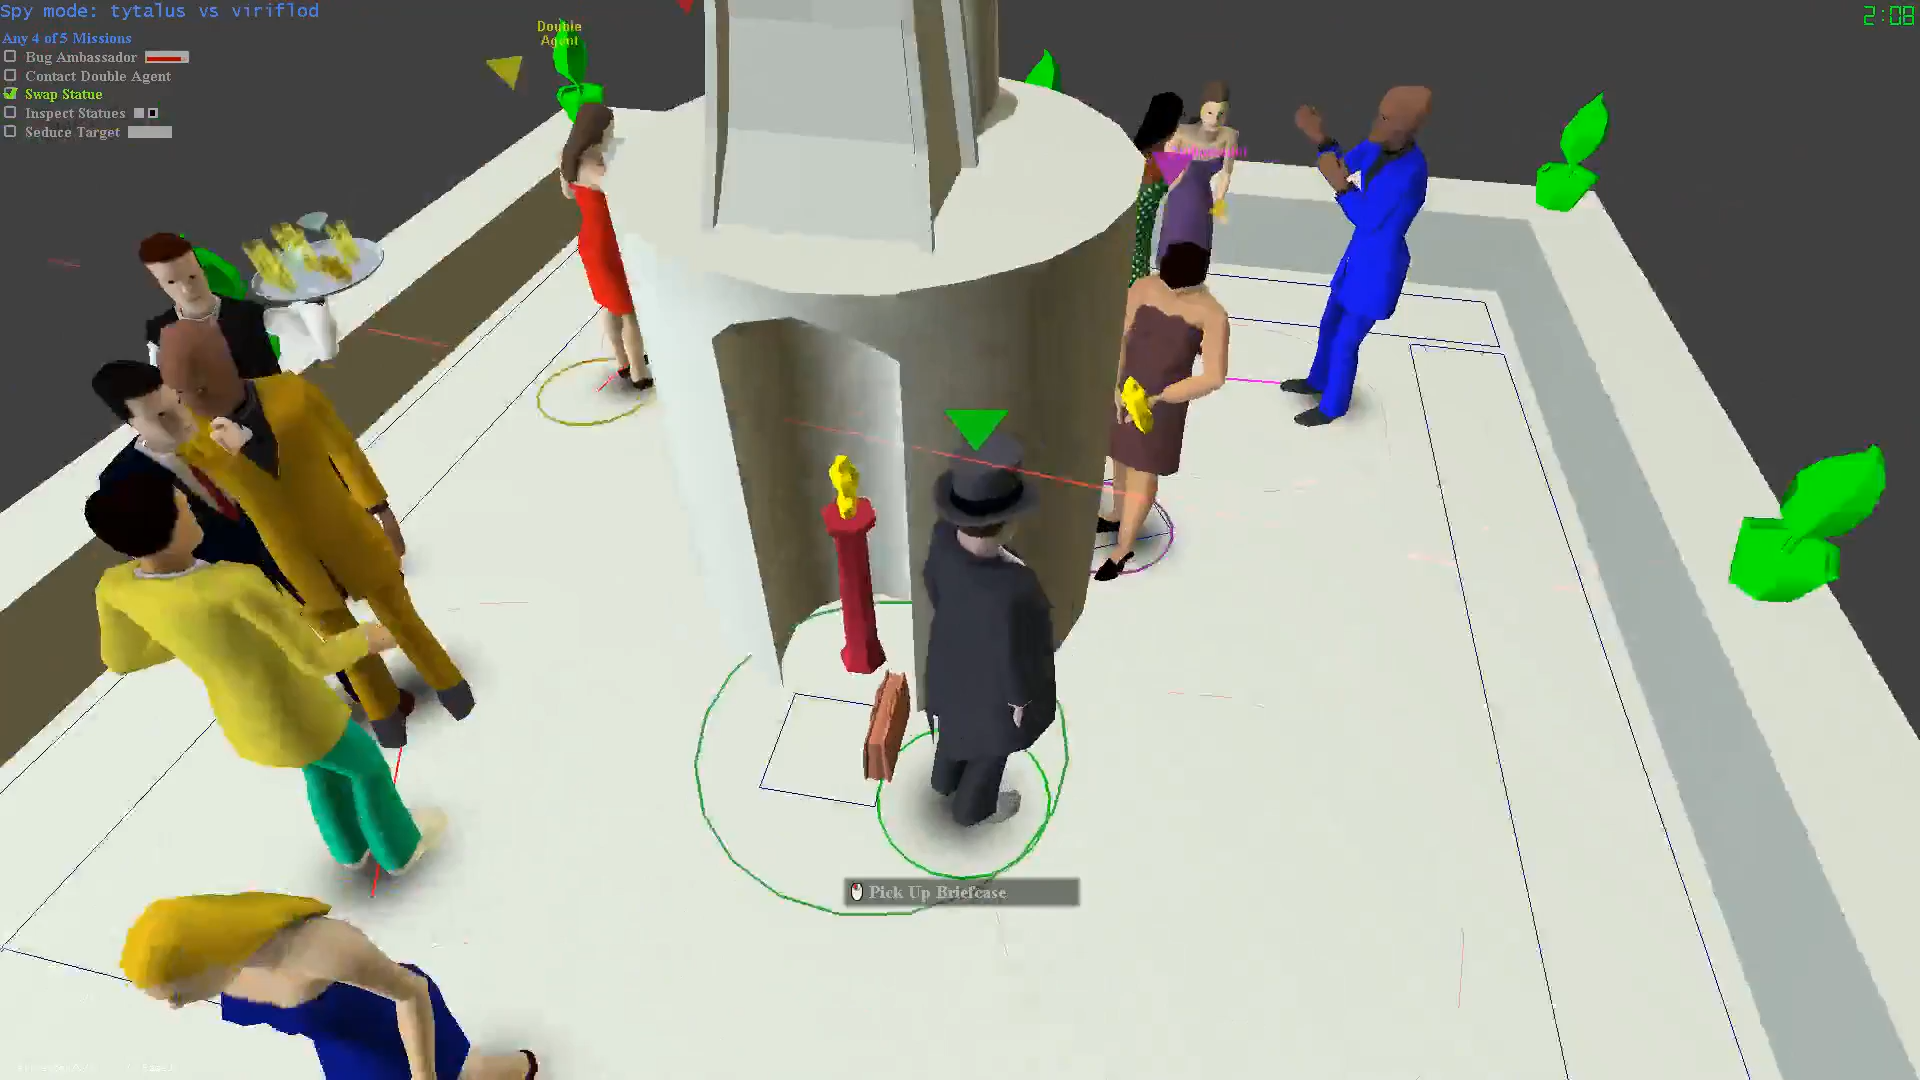 Spy mode: tytalus vs viriflod
2:08
Any 4 of 5 Missions
Bug Ambassador
Contact Double Agent
Swap Statue
Inspect Statues
Seduce Target
Double
Agent
Pick Up Briefcase